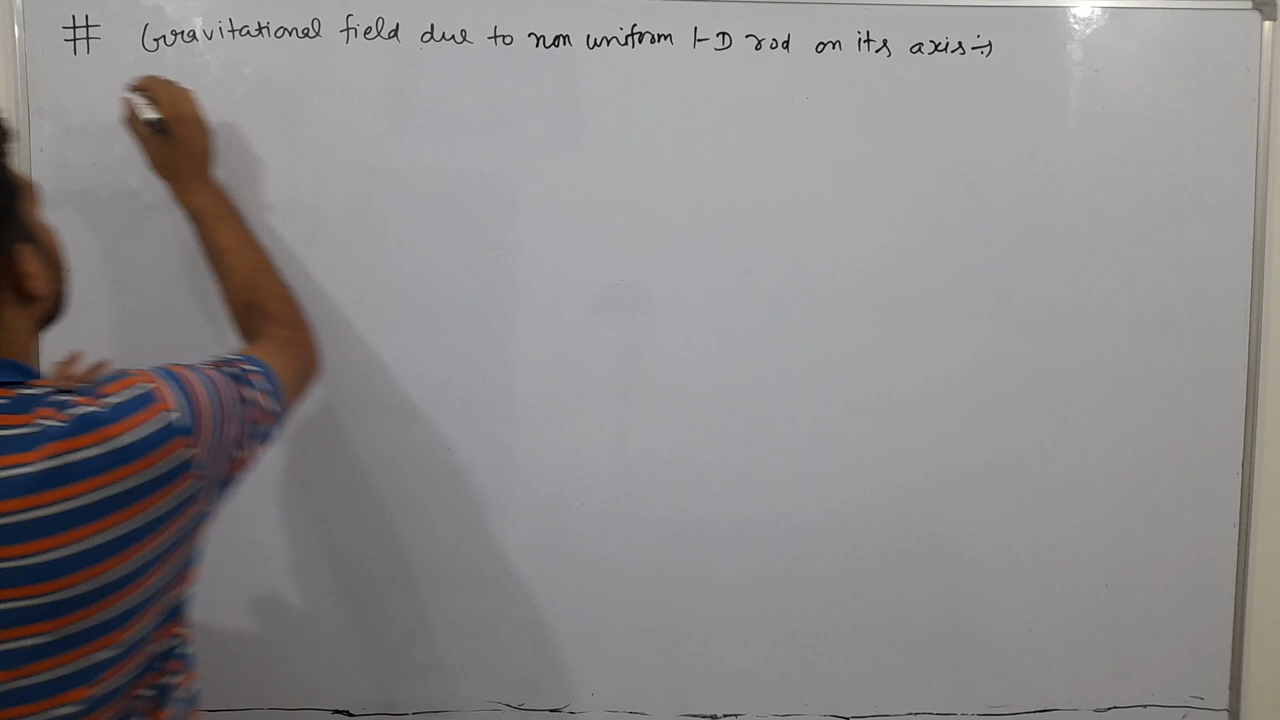 # Gravitational field due to non uniform 1-D rod on its axis ÷)